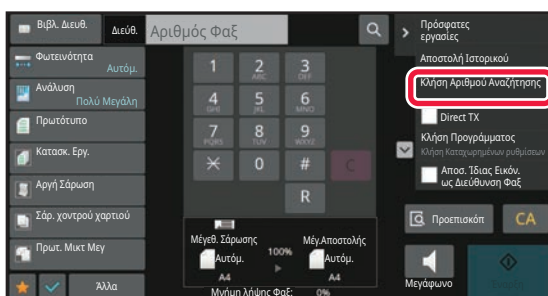 Βιβλ. Διευθ.
Διεύθ.
Αριθμός Φαξ
Φωτεινότητα
Αυτόμ.
Ανάλυση
Πολύ Μεγάλη
Πρωτότυπο
Κατασκ. Εργ.
Αργή Σάρωση
Σάρ. χοντρού χαρτιού
Πρωτ. Μικτ Μεγ
Άλλα
1
2 ABC
3 DEF
4 GHI
5 JKL
6 MNO
7 PQRS
8 TUV
9 WXYZ
0
#
C
R
Μέγεθ. Σάρωσης
Αυτόμ.
A4
100%
Μέγ.Αποστολής
Αυτόμ.
A4
Μνήμη λήψης Φαξ: 0%
Πρόσφατες
εργασίες
Αποστολή Ιστορικού
Κλήση Αριθμού Αναζήτησης
Direct TX
Κλήση Προγράμματος
Κλήση Καταχωρημένων ρυθμίσεων
Αποσ. Ίδιας Εικόν.
ως Διεύθυνση Φαξ
Προεπισκόπ
CA
Μεγάφωνο